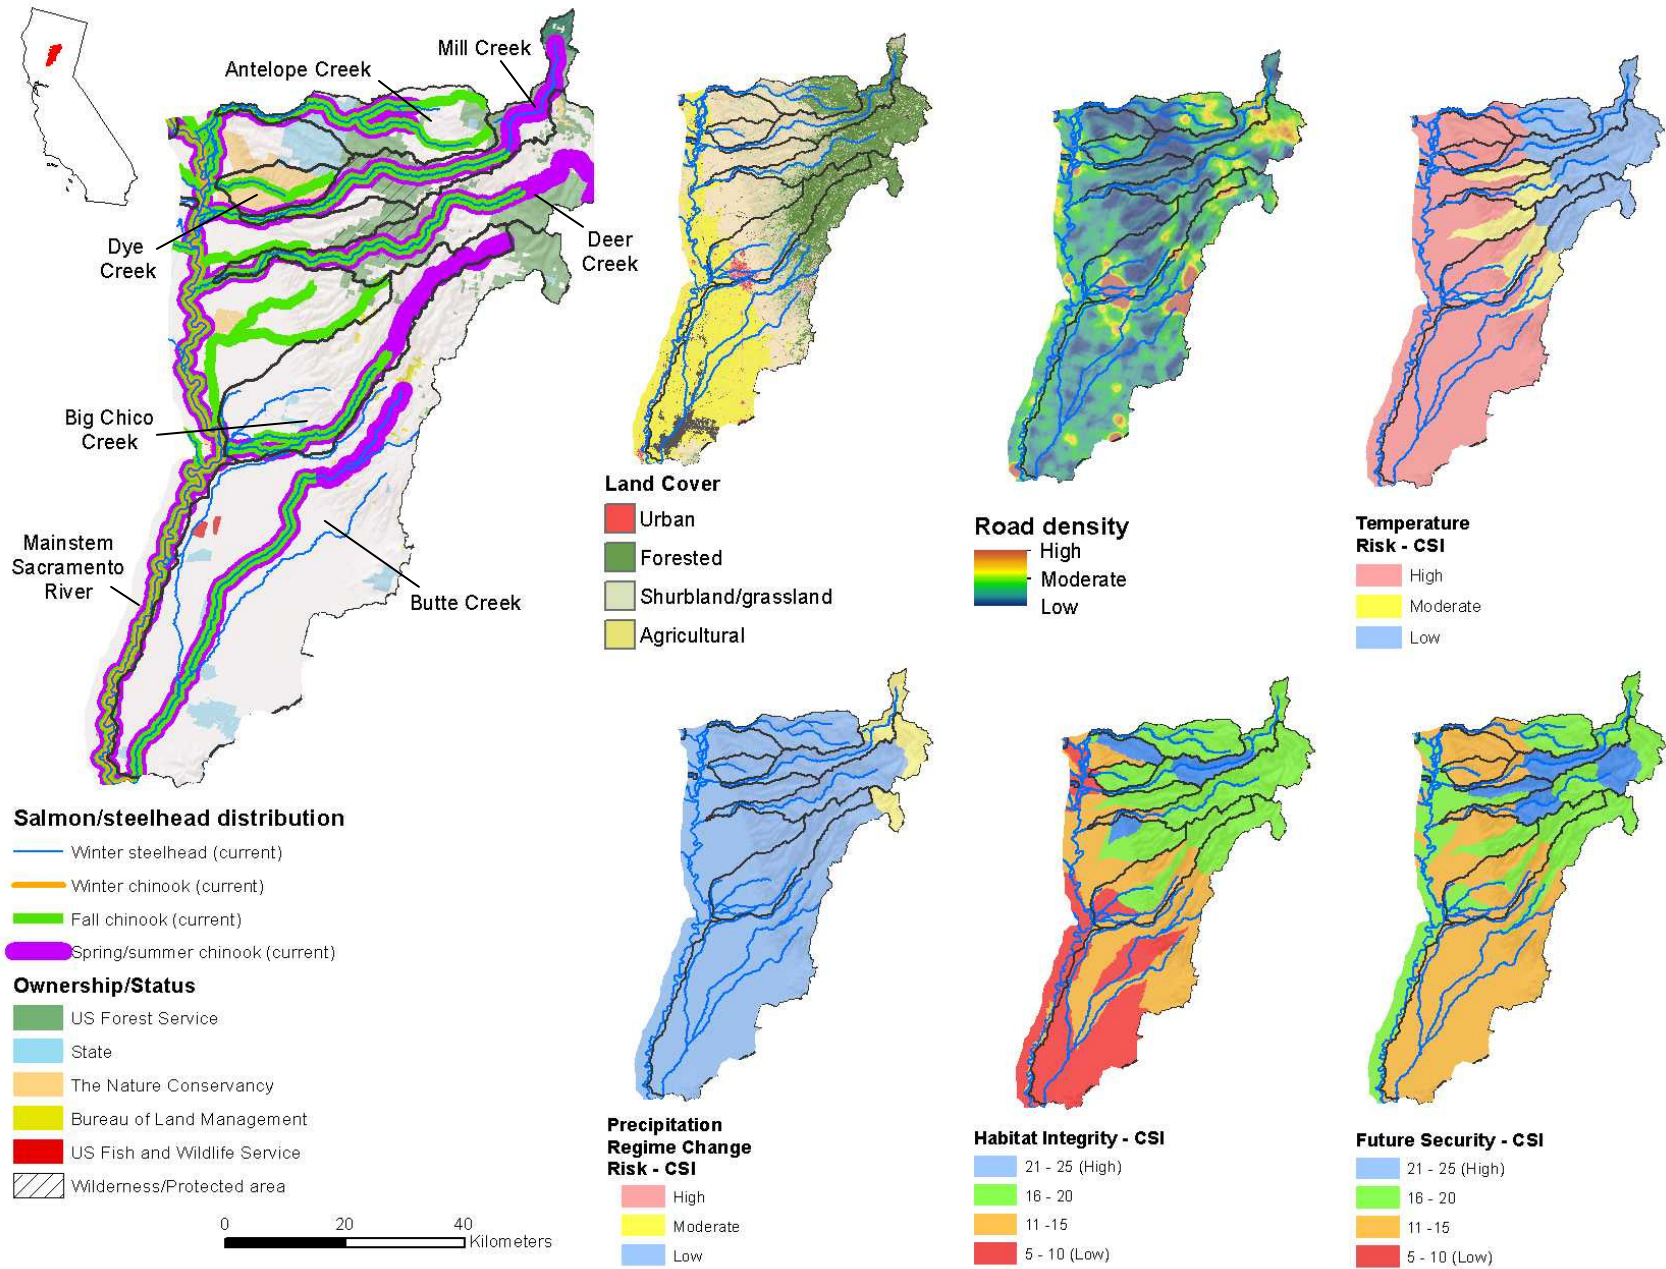 Mill Creek
Antelope Creek
Dye
Creek
Deer
Creek
Big Chico
Creek
Mainstem
Sacramento
River
Butte Creek
Salmon/steelhead distribution
Winter steelhead (current)
Winter chinook (current)
Fall chinook (current)
Spring/summer chinook (current)
Ownership/Status
US Forest Service
State
The Nature Conservancy
Bureau of Land Management
US Fish and Wildlife Service
Wilderness/Protected area
0 20 40
Kilometers
Land Cover
Urban
Forested
Shurbland/grassland
Agricultural
Road density
High
Moderate
Low
Temperature
Risk - CSI
High
Moderate
Low
Precipitation
Regime Change
Risk - CSI
High
Moderate
Low
Habitat Integrity - CSI
21 - 25 (High)
16 - 20
11 -15
5 - 10 (Low)
Future Security - CSI
21 - 25 (High)
16 - 20
11 -15
5 - 10 (Low)